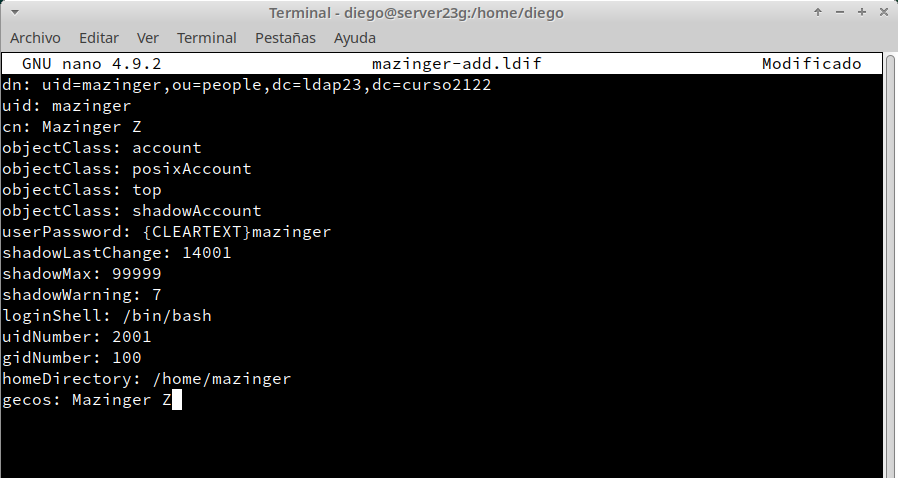 Terminal - diego@server23g:/home/diego
Archivo Editar Ver Terminal Pestañas Ayuda
GNU nano 4.9.2 mazinger-add.ldif Modificado
dn: uid=mazinger,ou=people,dc=ldap23,dc=curso2122
uid: mazinger
cn: Mazinger Z
objectClass: account
objectClass: posixAccount
objectClass: top
objectClass: shadowAccount
userPassword: {CLEARTEXT}mazinger
shadowLastChange: 14001
shadowMax: 99999
shadowWarning: 7
loginShell: /bin/bash
uidNumber: 2001
gidNumber: 100
homeDirectory: /home/mazinger
gecos: Mazinger Z